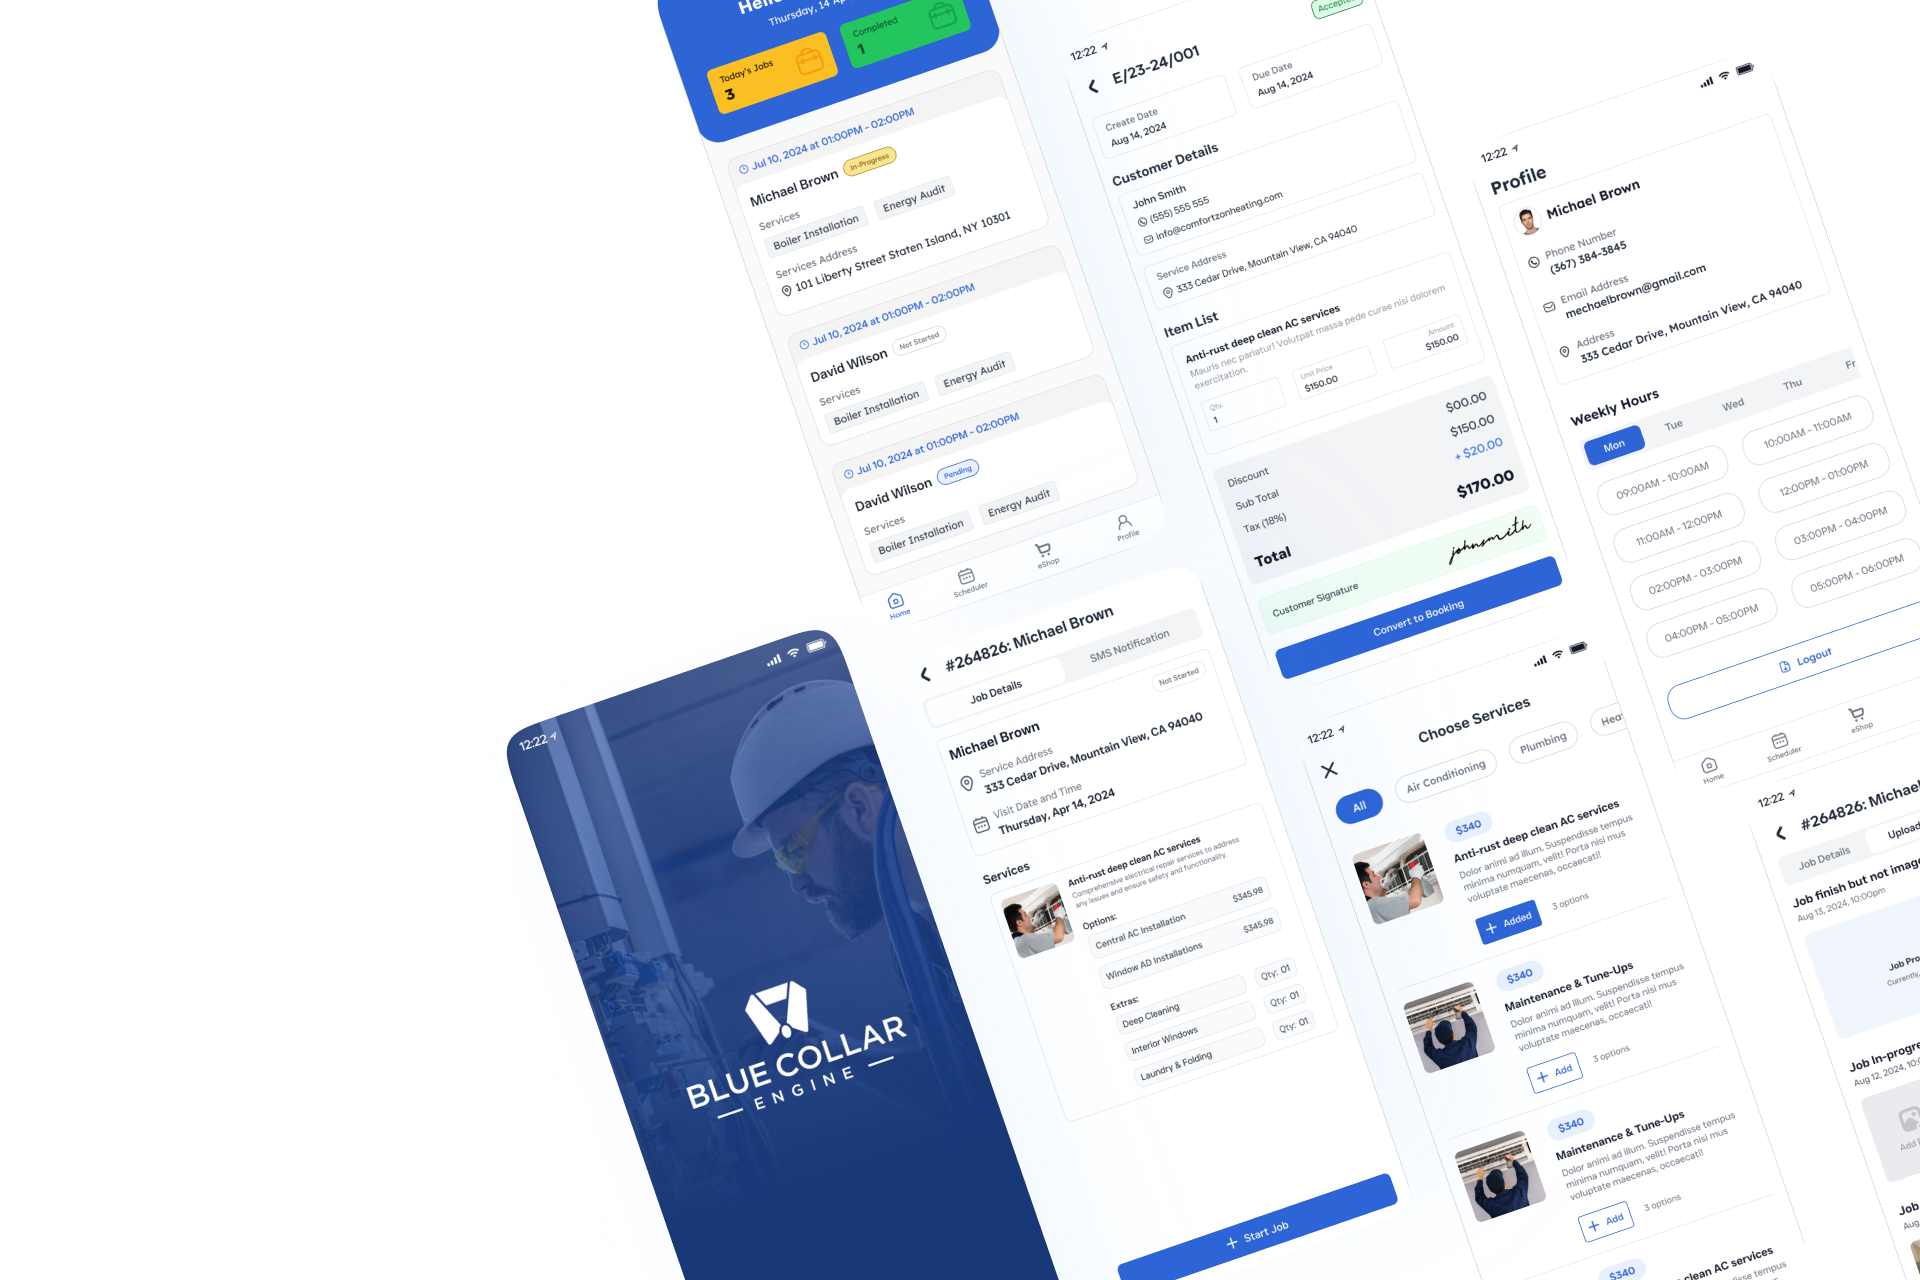 Thursday, 14
Today's Jobs
3
Completed
1
Jul 10, 2024 at 01:00PM - 02:00PM
Michael Brown
In-Progress
Services
Boiler Installation
Energy Audit
Services Address
101 Liberty Street Staten Island, NY 10301
Jul 10, 2024 at 01:00PM - 02:00PM
David Wilson
Not Started
Services
Boiler Installation
Energy Audit
Jul 10, 2024 at 01:00PM - 02:00PM
David Wilson
Pending
Services
Boiler Installation
Energy Audit
Home
Scheduler
eShop
Profile
12:22
BLUE COLLAR
ENGINE
#264826: Michael Brown
Job Details
SMS Notification
Not Started
Michael Brown
Service Address
333 Cedar Drive, Mountain View, CA 94040
Visit Date and Time
Thursday, Apr 14, 2024
Services
Anti-rust deep clean AC services
Comprehensive electrical repair services to address
any issues and ensure safety and functionality.
Options:
Central AC Installation
$345.98
Window AD Installations
$345.98
Extras:
Deep Cleaning
Qty: 01
Interior Windows
Qty: 01
Laundry & Folding
Qty: 01
Start Job
12:22
E/23-24/001
Create Date
Aug 14, 2024
Due Date
Aug 14, 2024
Customer Details
John Smith
(555) 555 555
info@comfortzonheating.com
Service Address
333 Cedar Drive, Mountain View, CA 94040
Item List
Anti-rust deep clean AC services
Mauris nec pariatur! Volutpat massa pede curae nisi dolorem
exercitation.
Qty.
1
Unit Price
$150.00
Amount
$150.00
Discount
$00.00
Sub Total
$150.00
Tax (18%)
+ $20.00
Total
$170.00
Customer Signature
johnsmith
Convert to Booking
12:22
Choose Services
All
Air Conditioning
Plumbing
$340
Anti-rust deep clean AC services
Dolor animi ad illum. Suspendisse tempus
minima numquam, velit! Porta nisi mus
voluptate maecenas, occaecati!
Added
3 options
$340
Maintenance & Tune-Ups
Dolor animi ad illum. Suspendisse tempus
minima numquam, velit! Porta nisi mus
voluptate maecenas, occaecati!
Add
3 options
$340
Maintenance & Tune-Ups
Dolor animi ad illum. Suspendisse tempus
minima numquam, velit! Porta nisi mus
voluptate maecenas, occaecati!
Add
3 options
$340
clean AC services
tempus
12:22
Profile
Michael Brown
Phone Number
(367) 384-3845
Email Address
mechaelbrown@gmail.com
Address
333 Cedar Drive, Mountain View, CA 94040
Weekly Hours
Mon
Tue
Wed
Thu
Fr
09:00AM - 10:00AM
10:00AM - 11:00AM
11:00AM - 12:00PM
12:00PM - 01:00PM
02:00PM - 03:00PM
03:00PM - 04:00PM
04:00PM - 05:00PM
05:00PM - 06:00PM
Logout
Home
Scheduler
eShop
12:22
#264826: Michael
Job Details
Upload
Job finish but not
Aug 13, 2024, 10:00pm
Job
Currently,
Job
Aug 12, 2024,
Add
Job
Aug